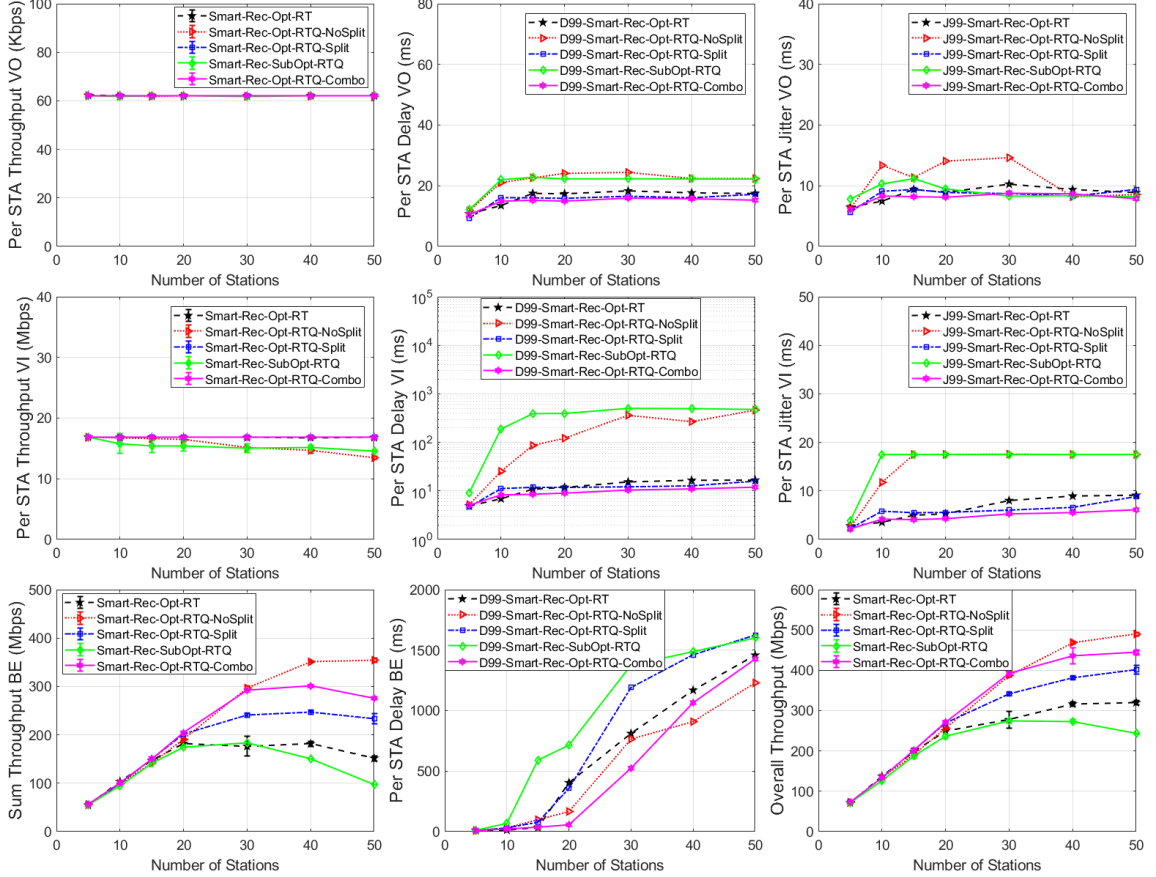 Per STA Throughput VO (Kbps)
100
80
60
40
20
0
Smart-Rec-Opt-RT
Smart-Rec-Opt-RTQ-NoSplit
Smart-Rec-Opt-RTQ-Split
Smart-Rec-SubOpt-RTQ
Smart-Rec-Opt-RTQ-Combo
0 10 20 30 40 50
Number of Stations
Per STA Delay VO (ms)
80
60
40
20
0
D99-Smart-Rec-Opt-RT
D99-Smart-Rec-Opt-RTQ-NoSplit
D99-Smart-Rec-Opt-RTQ-Split
D99-Smart-Rec-SubOpt-RTQ
D99-Smart-Rec-Opt-RTQ-Combo
0 10 20 30 40 50
Number of Stations
Per STA Jitter VO (ms)
40
30
20
10
0
J99-Smart-Rec-Opt-RT
J99-Smart-Rec-Opt-RTQ-NoSplit
J99-Smart-Rec-Opt-RTQ-Split
J99-Smart-Rec-SubOpt-RTQ
J99-Smart-Rec-Opt-RTQ-Combo
0 10 20 30 40 50
Number of Stations
Per STA Throughput VI (Mbps)
40
30
20
10
0
Smart-Rec-Opt-RT
Smart-Rec-Opt-RTQ-NoSplit
Smart-Rec-Opt-RTQ-Split
Smart-Rec-SubOpt-RTQ
Smart-Rec-Opt-RTQ-Combo
0 10 20 30 40 50
Number of Stations
Per STA Delay VI (ms)
10^5
10^4
10^3
10^2
10^1
10^0
D99-Smart-Rec-Opt-RT
D99-Smart-Rec-Opt-RTQ-NoSplit
D99-Smart-Rec-Opt-RTQ-Split
D99-Smart-Rec-SubOpt-RTQ
D99-Smart-Rec-Opt-RTQ-Combo
0 10 20 30 40 50
Number of Stations
Per STA Jitter VI (ms)
50
40
30
20
10
0
J99-Smart-Rec-Opt-RT
J99-Smart-Rec-Opt-RTQ-NoSplit
J99-Smart-Rec-Opt-RTQ-Split
J99-Smart-Rec-SubOpt-RTQ
J99-Smart-Rec-Opt-RTQ-Combo
0 10 20 30 40 50
Number of Stations
Sum Throughput BE (Mbps)
500
400
300
200
100
0
Smart-Rec-Opt-RT
Smart-Rec-Opt-RTQ-NoSplit
Smart-Rec-Opt-RTQ-Split
Smart-Rec-SubOpt-RTQ
Smart-Rec-Opt-RTQ-Combo
0 10 20 30 40 50
Number of Stations
Per STA Delay BE (ms)
2000
1500
1000
500
0
D99-Smart-Rec-Opt-RT
D99-Smart-Rec-Opt-RTQ-NoSplit
D99-Smart-Rec-Opt-RTQ-Split
D99-Smart-Rec-SubOpt-RTQ
D99-Smart-Rec-Opt-RTQ-Combo
0 10 20 30 40 50
Number of Stations
Overall Throughput (Mbps)
600
500
400
300
200
100
0
Smart-Rec-Opt-RT
Smart-Rec-Opt-RTQ-NoSplit
Smart-Rec-Opt-RTQ-Split
Smart-Rec-SubOpt-RTQ
Smart-Rec-Opt-RTQ-Combo
0 10 20 30 40 50
Number of Stations